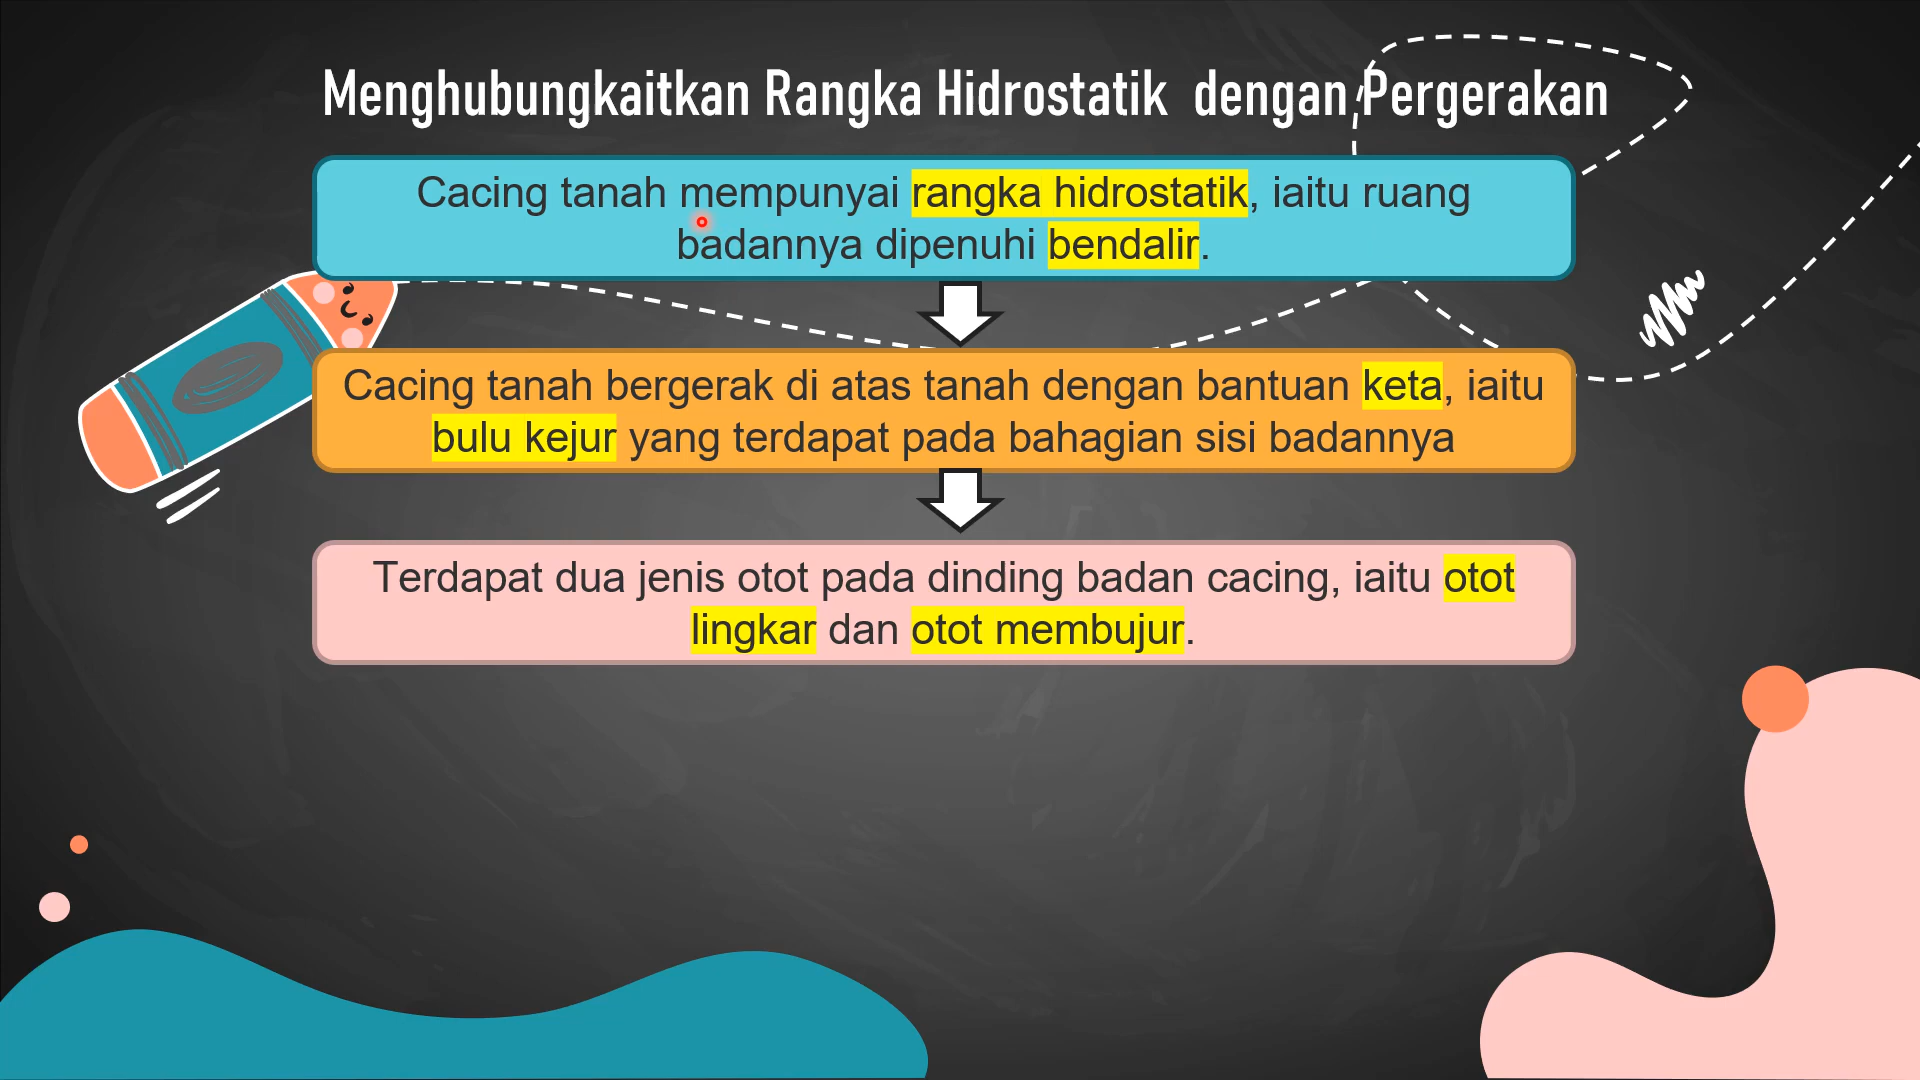 Menghubungkaitkan Rangka Hidrostatik dengan Pergerakan
Cacing tanah mempunyai rangka hidrostatik, iaitu ruang
badannya dipenuhi bendalir.
Cacing tanah bergerak di atas tanah dengan bantuan keta, iaitu
bulu kejur yang terdapat pada bahagian sisi badannya
Terdapat dua jenis otot pada dinding badan cacing, iaitu otot
lingkar dan otot membujur.